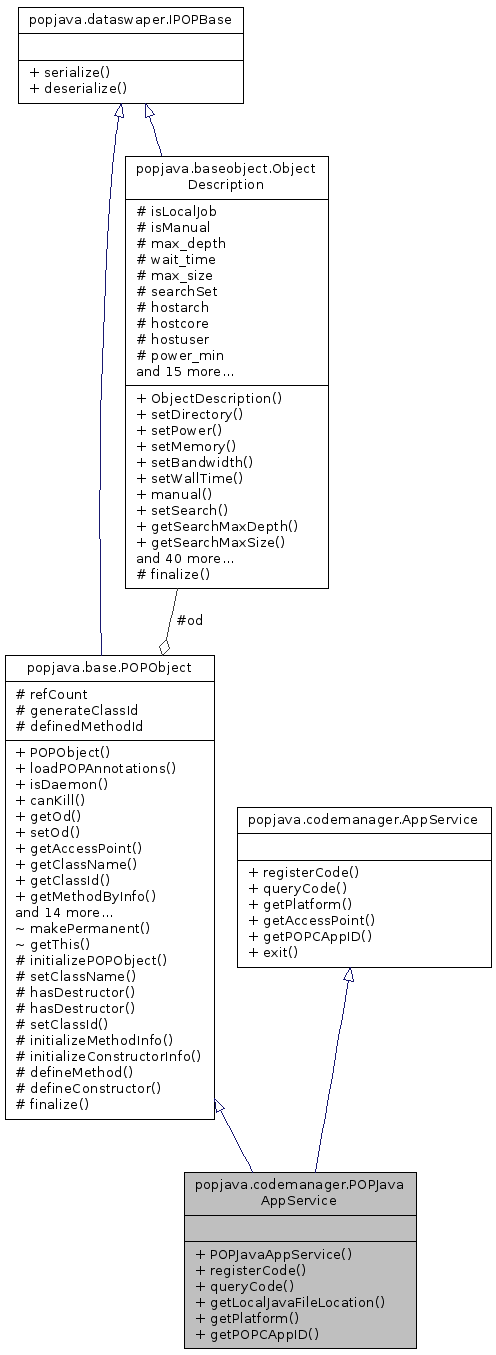 popjava.dataswaper.IPOPBase
+ serialize()
+ deserialize()
popjava.baseobject.Object
Description
# isLocalJob
# isManual
# max_depth
# wait_time
# max_size
# searchSet
# hostarch
# hostcore
# hostuser
# power_min
and 15 more...
+ ObjectDescription()
+ setDirectory()
+ setPower()
+ setMemory()
+ setBandwidth()
+ setWallTime()
+ manual()
+ setSearch()
+ getSearchMaxDepth()
+ getSearchMaxSize()
and 40 more...
# finalize()
#od
popjava.base.POPObject
# refCount
# generateClassId
# definedMethodId
+ POPObject()
+ loadPOPAnnotations()
+ isDaemon()
+ canKill()
+ getOd()
+ setOd()
+ getAccessPoint()
+ getClassName()
+ getClassId()
+ getMethodByInfo()
and 14 more...
~ makePermanent()
~ getThis()
# initializePOPObject()
# setClassName()
# hasDestructor()
# hasDestructor()
# setClassId()
# initializeMethodInfo()
# initializeConstructorInfo()
# defineMethod()
# defineConstructor()
# finalize()
popjava.codemanager.AppService
+ registerCode()
+ queryCode()
+ getPlatform()
+ getAccessPoint()
+ getPOPCAppID()
+ exit()
popjava.codemanager.POPJava
AppService
+ POPJavaAppService()
+ registerCode()
+ queryCode()
+ getLocalJavaFileLocation()
+ getPlatform()
+ getPOPCAppID()